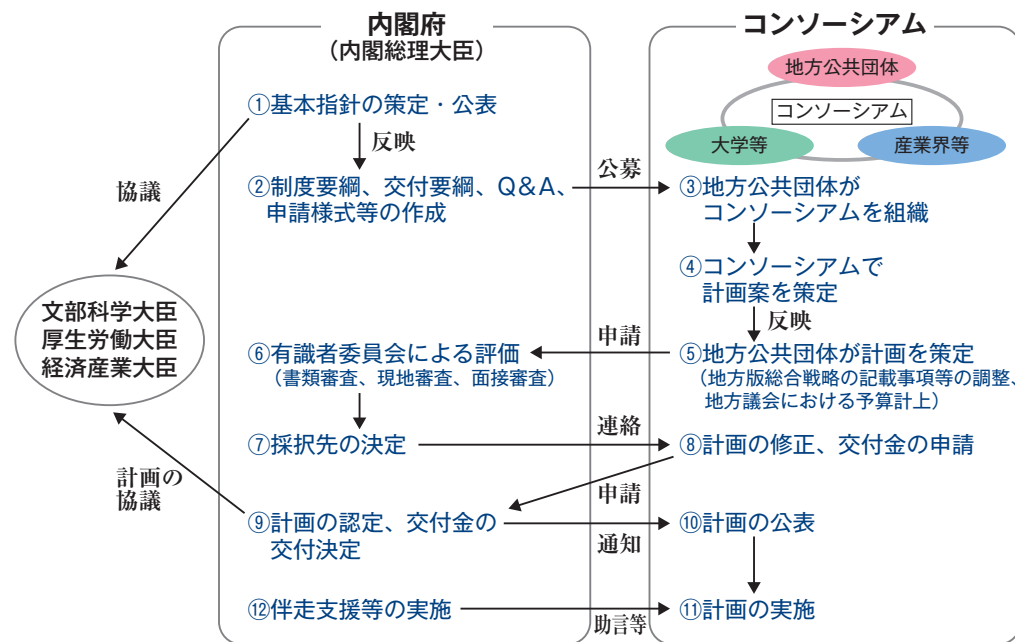 内閣府
（内閣総理大臣）
コンソーシアム
地方公共団体
コンソーシアム
大学等
産業界等
①基本指針の策定・公表
反映
協議
②制度要綱、交付要綱、Q&A、
申請様式等の作成
公募
③地方公共団体が
コンソーシアムを組織
④コンソーシアムで
計画案を策定
反映
文部科学大臣
厚生労働大臣
経済産業大臣
申請
⑤地方公共団体が計画を策定
（地方版総合戦略の記載事項等の調整、
地方議会における予算計上）
⑥有識者委員会による評価
（書類審査、現地審査、面接審査）
⑦採択先の決定
連絡
⑧計画の修正、交付金の申請
計画の
協議
申請
⑨計画の認定、交付金の
交付決定
通知
⑩計画の公表
⑫伴走支援等の実施
助言等
⑪計画の実施